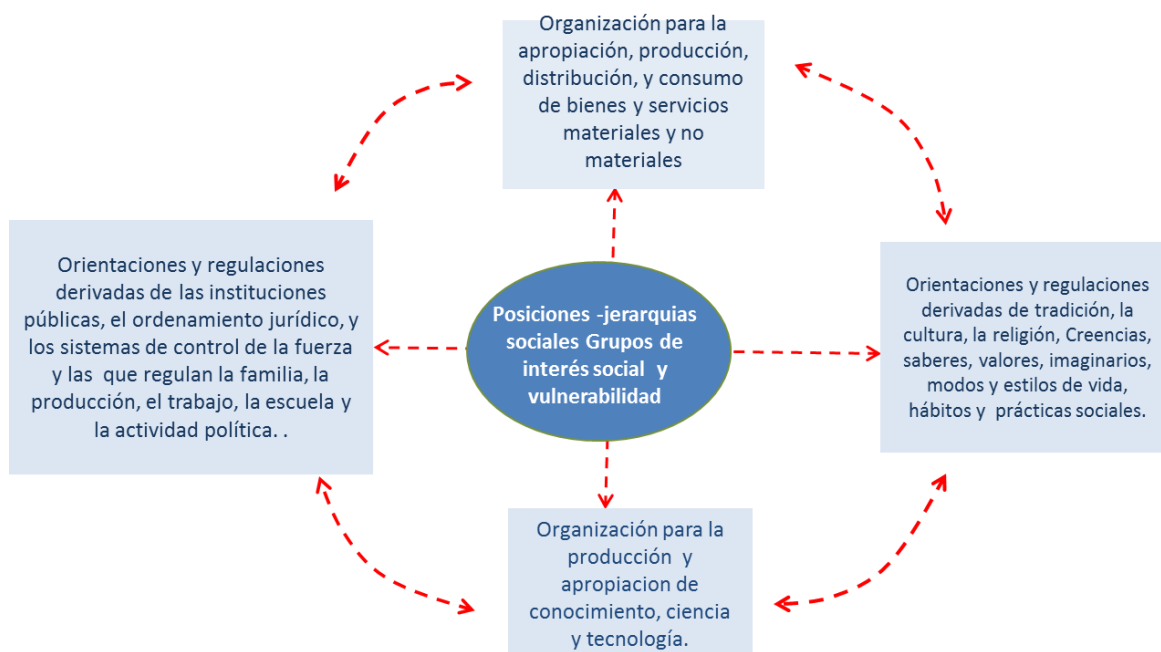 Organización para la
apropiación, producción,
distribución, y consumo
de bienes y servicios
materiales y no
materiales
Orientaciones y regulaciones
derivadas de las instituciones
públicas, el ordenamiento jurídico, y
los sistemas de control de la fuerza
y las que regulan la familia, la
producción, el trabajo, la escuela y
la actividad política. .
Posiciones -jerarquias
sociales Grupos de
interés social y
vulnerabilidad
Orientaciones y regulaciones
derivadas de tradición, la
cultura, la religión, Creencias,
saberes, valores, imaginarios,
modos y estilos de vida,
hábitos y prácticas sociales.
Organización para la
producción y
apropiacion de
conocimiento, ciencia
y tecnología.